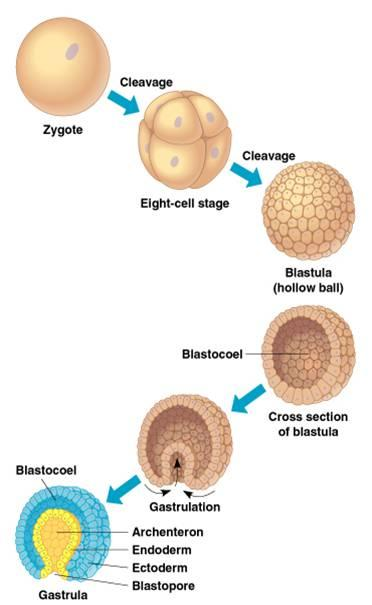 Cleavage
Zygote
Cleavage
Eight-cell stage
Blastula
(hollow ball)
Blastocoel
Cross section
of blastula
Gastrulation
Blastocoel
Archenteron
Endoderm
Ectoderm
Blastopore
Gastrula